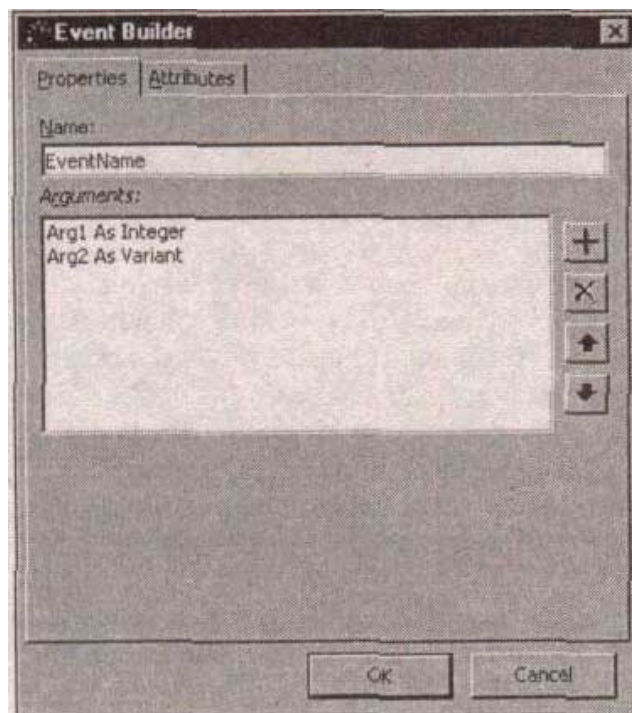 Event Builder
Properties
Attributes
Name:
EventName
Arguments:
Arg1 As Integer
Arg2 As Variant
OK
Cancel